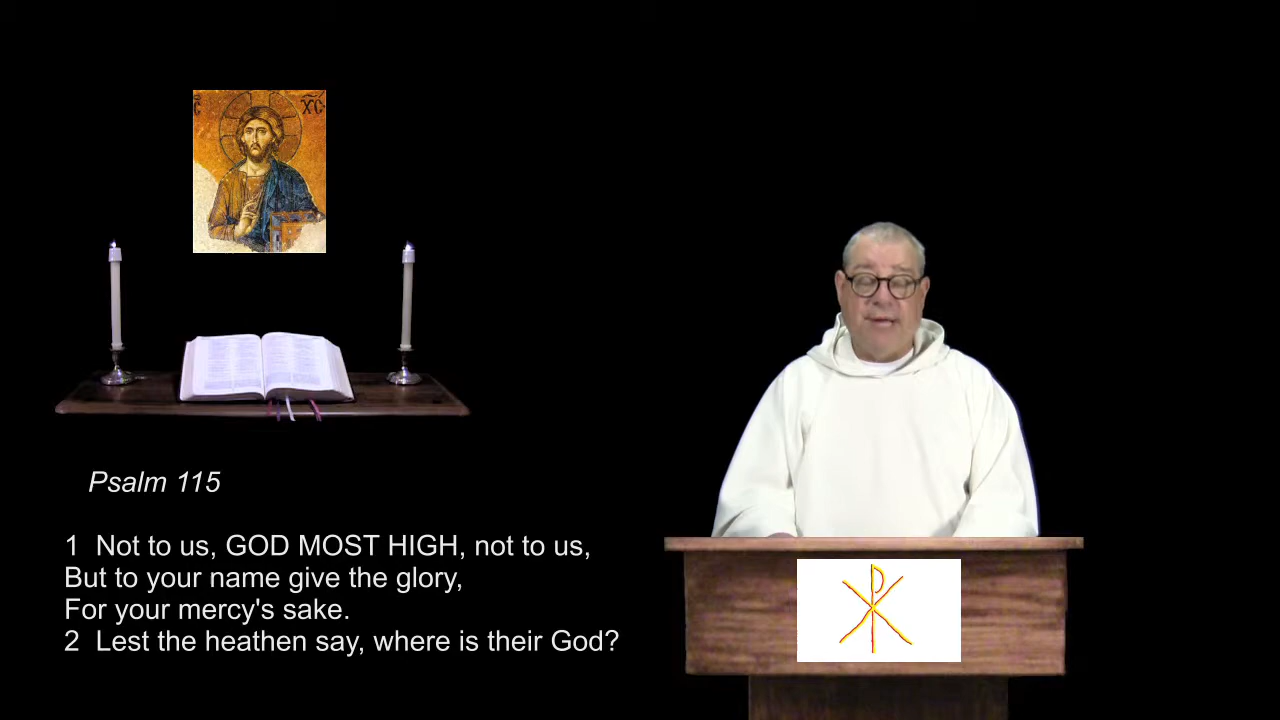 Psalm 115
1 Not to us, GOD MOST HIGH, not to us,
But to your name give the glory,
For your mercy's sake.
2 Lest the heathen say, where is their God?